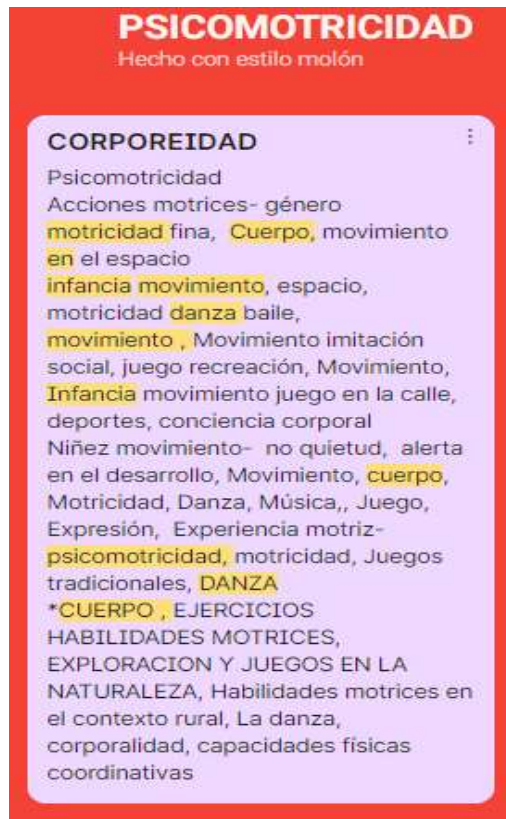 PSICOMOTRICIDAD
Hecho con estilo molón
CORPOREIDAD
Psicomotricidad
Acciones motrices- género
motricidad fina, Cuerpo, movimiento
en el espacio
infancia movimiento, espacio,
motricidad danza baile,
movimiento , Movimiento imitación
social, juego recreación, Movimiento,
Infancia movimiento juego en la calle,
deportes, conciencia corporal
Niñez movimiento- no quietud, alerta
en el desarrollo, Movimiento, cuerpo,
Motricidad, Danza, Música,, Juego,
Expresión, Experiencia motriz-
psicomotricidad, motricidad, Juegos
tradicionales, DANZA
*CUERPO , EJERCICIOS
HABILIDADES MOTRICES,
EXPLORACION Y JUEGOS EN LA
NATURALEZA, Habilidades motrices en
el contexto rural, La danza,
corporalidad, capacidades físicas
coordinativas